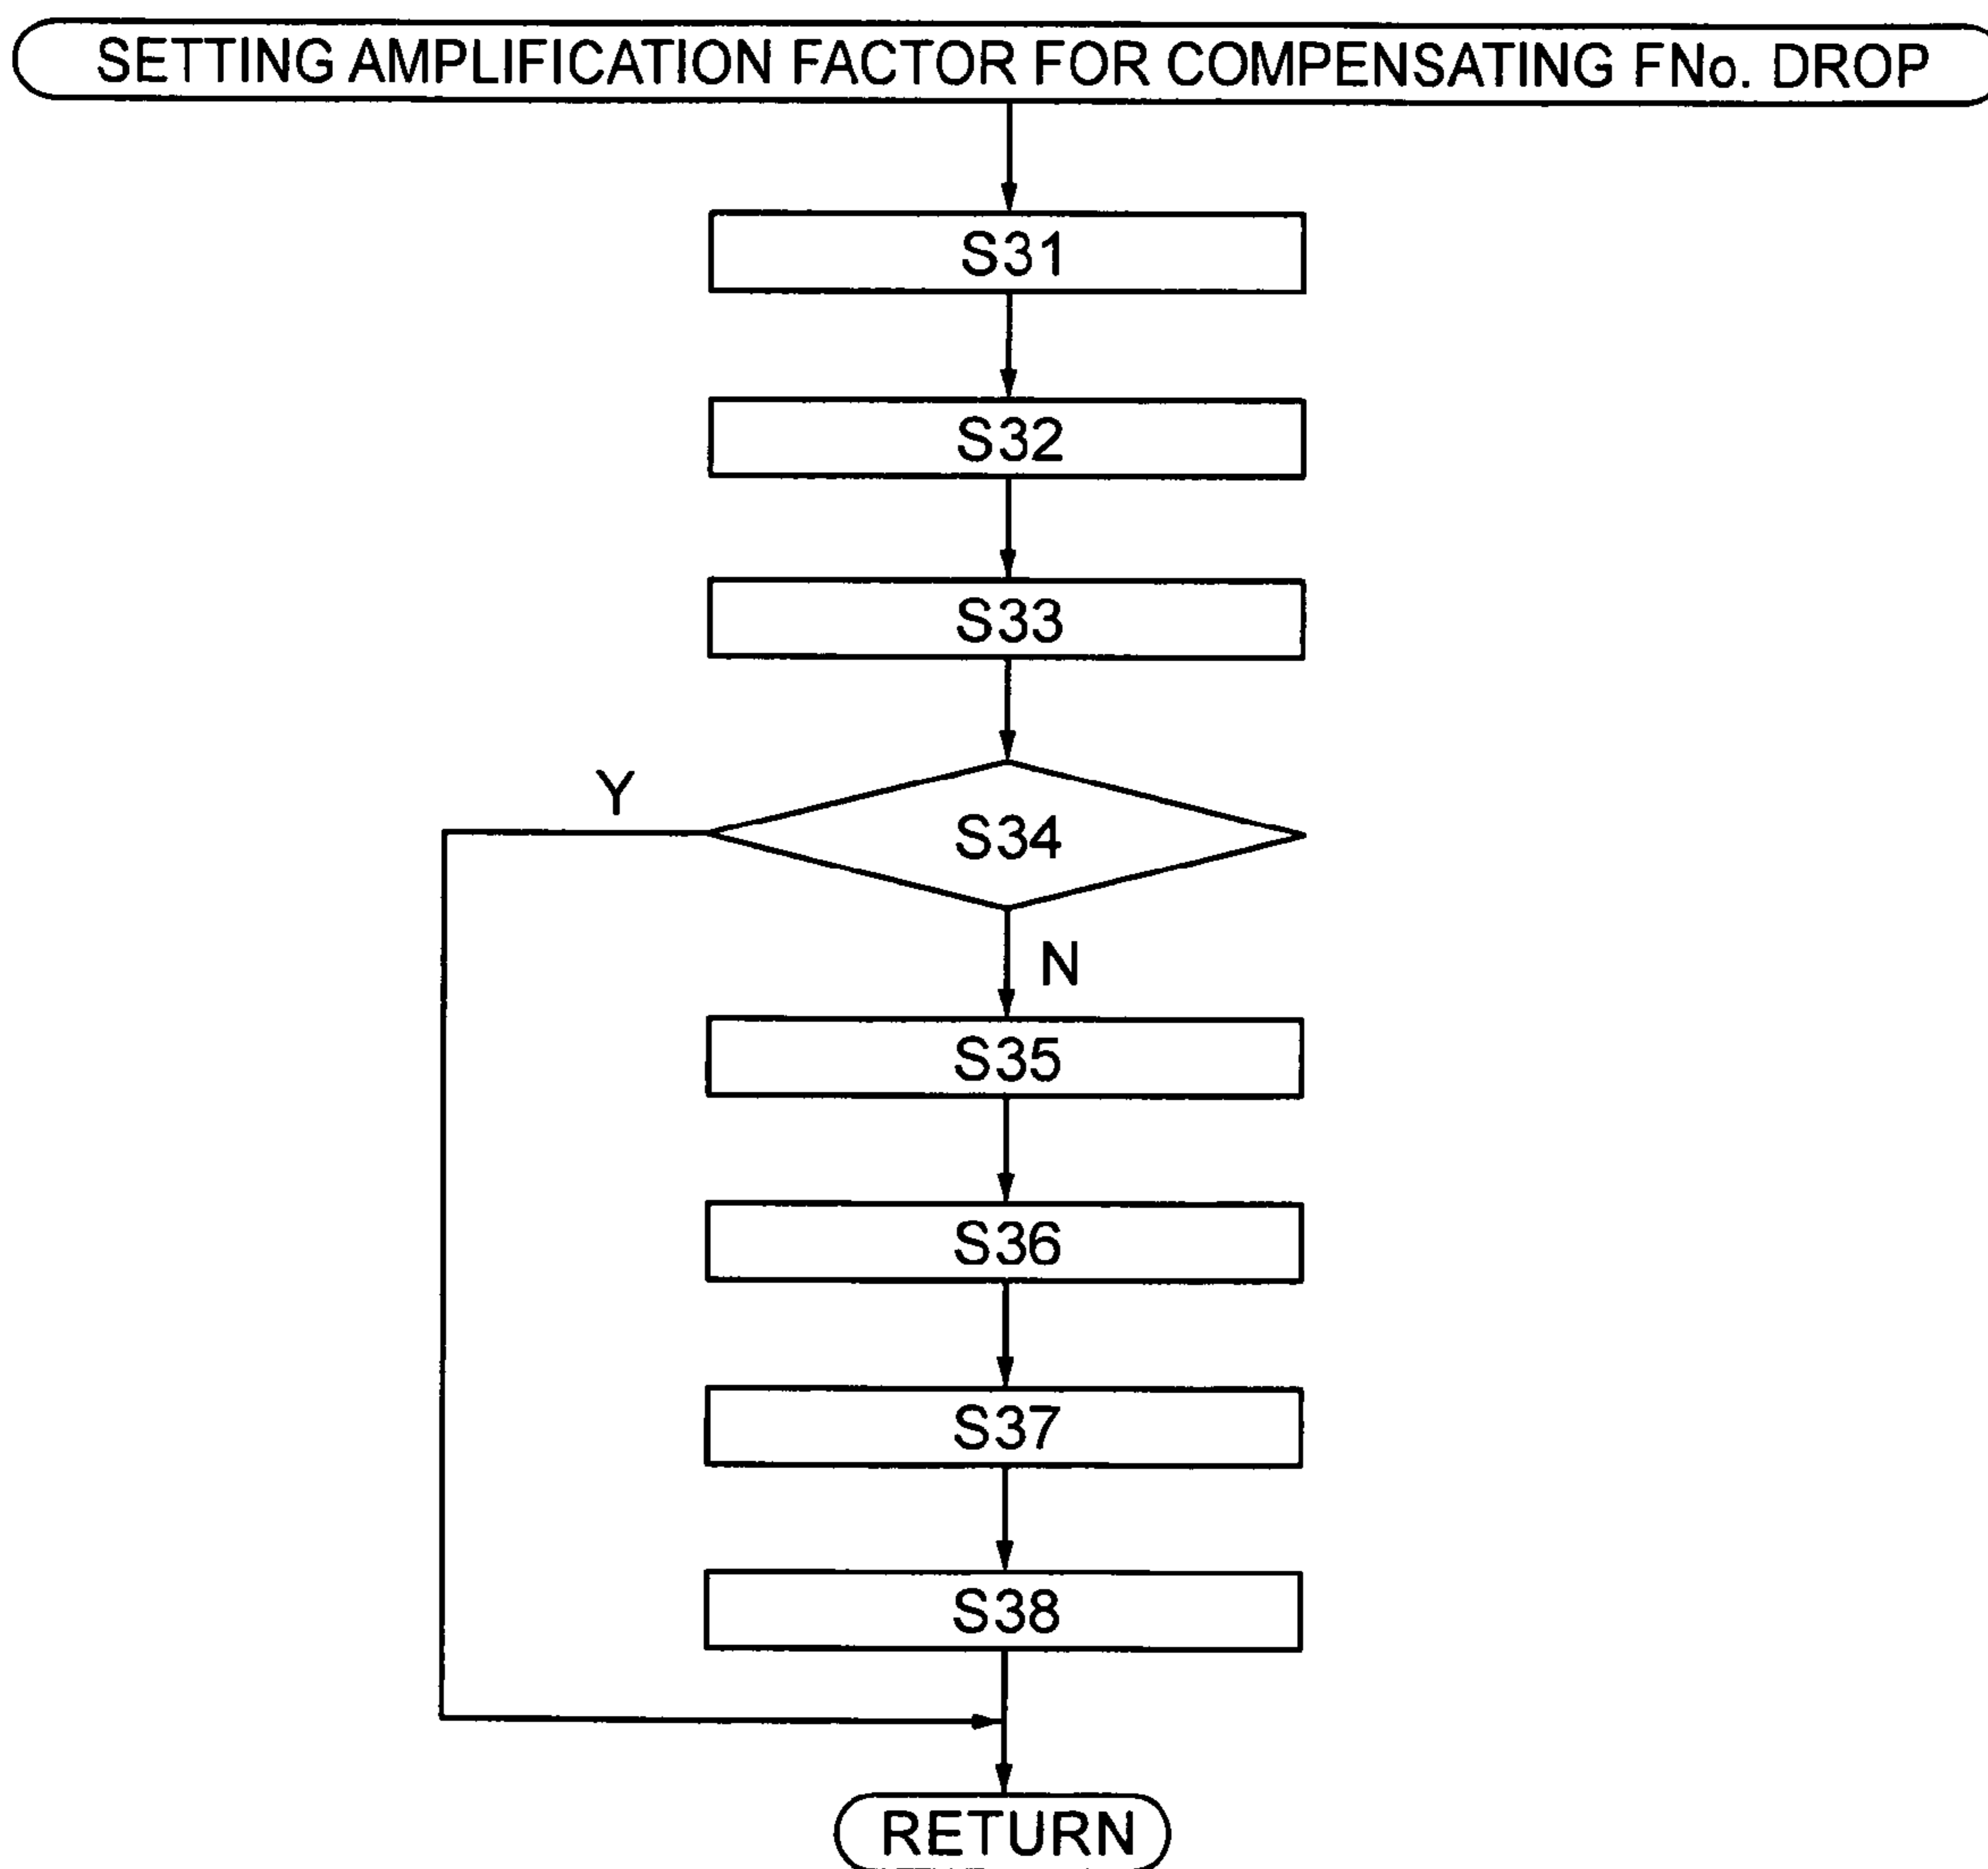 SETTING AMPLIFICATION FACTOR FOR COMPENSATING FNo. DROP
S31
S32
S33
S34
Y
N
S35
S36
S37
S38
RETURN